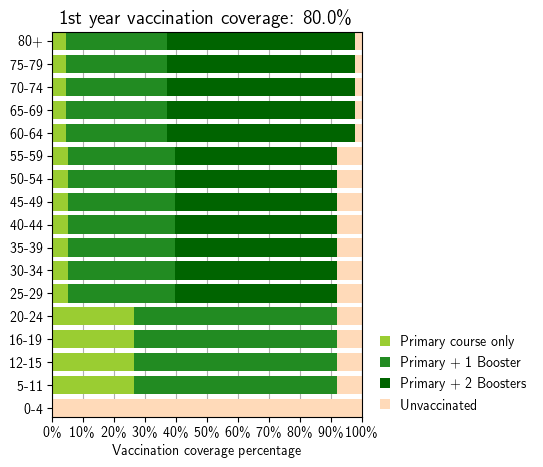 1st year vaccination coverage: 80.0%
80+
75-79
70-74
65-69
60-64
55-59
50-54
45-49
40-44
35-39
30-34
25-29
20-24
16-19
12-15
5-11
0-4
0% 10% 20% 30% 40% 50% 60% 70% 80% 90% 100%
Vaccination coverage percentage
Primary course only
Primary + 1 Booster
Primary + 2 Boosters
Unvaccinated